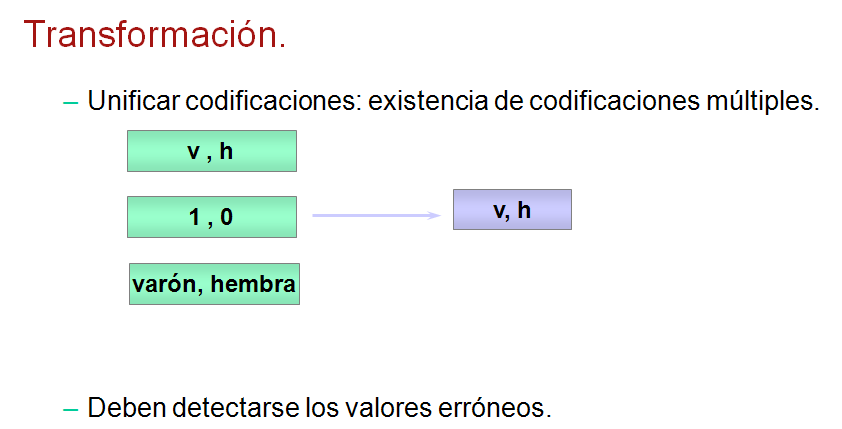 Transformación.
– Unificar codificaciones: existencia de codificaciones múltiples.
v , h
1 , 0
v, h
varón, hembra
– Deben detectarse los valores erróneos.